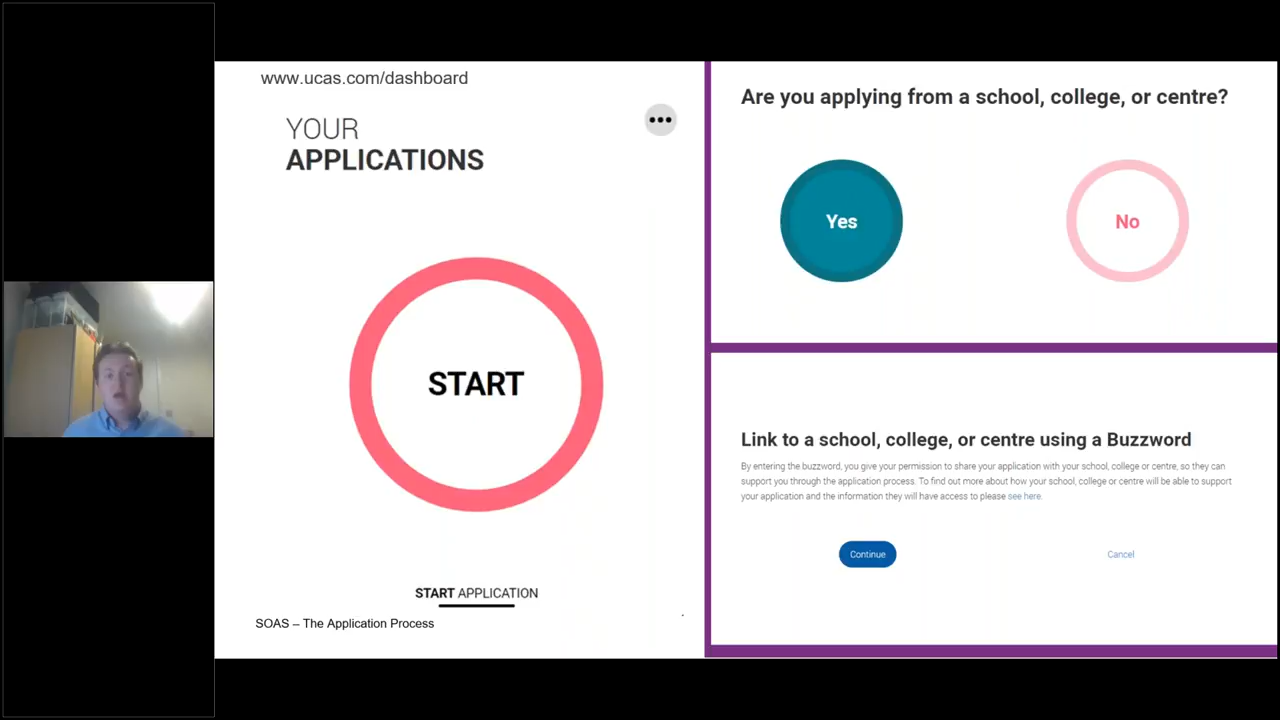 www.ucas.com/dashboard
YOUR
APPLICATIONS
START
START APPLICATION
SOAS – The Application Process
Are you applying from a school, college, or centre?
Yes
No
Link to a school, college, or centre using a Buzzword
By entering the buzzword, you give your permission to share your application with your school, college or centre, so they can
support you through the application process. To find out more about how your school, college or centre will be able to support
your application and the information they will have access to please see here.
Continue
Cancel